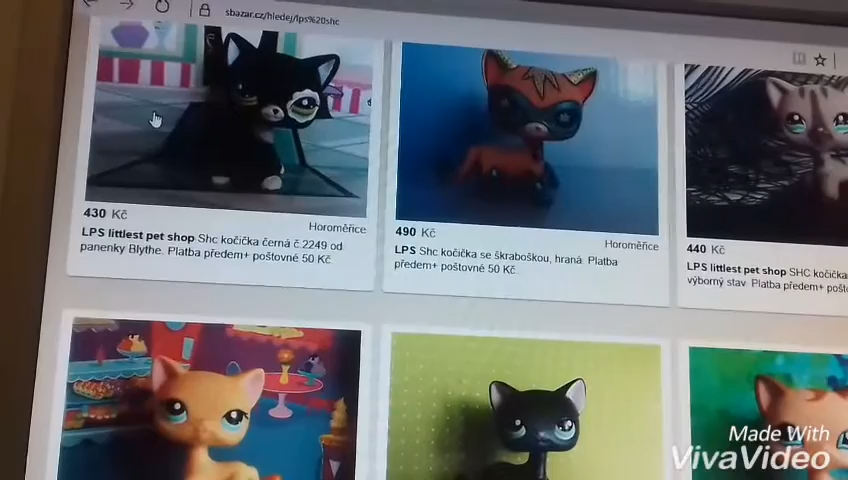 sbazar.cz/hledej/lps%20shc
430 Kč
Horoměřice
LPS littlest pet shop Shc kočička černá č.2249 od
panenky Blythe. Platba předem+ poštovné 50 Kč
490 Kč
Horoměřice
LPS Shc kočička se škraboškou, hraná. Platba
předem+ poštovné 50 Kč.
440 Kč
LPS littlest pet shop SHC kočička
výborný stav. Platba předem+
Made With
VivaVideo